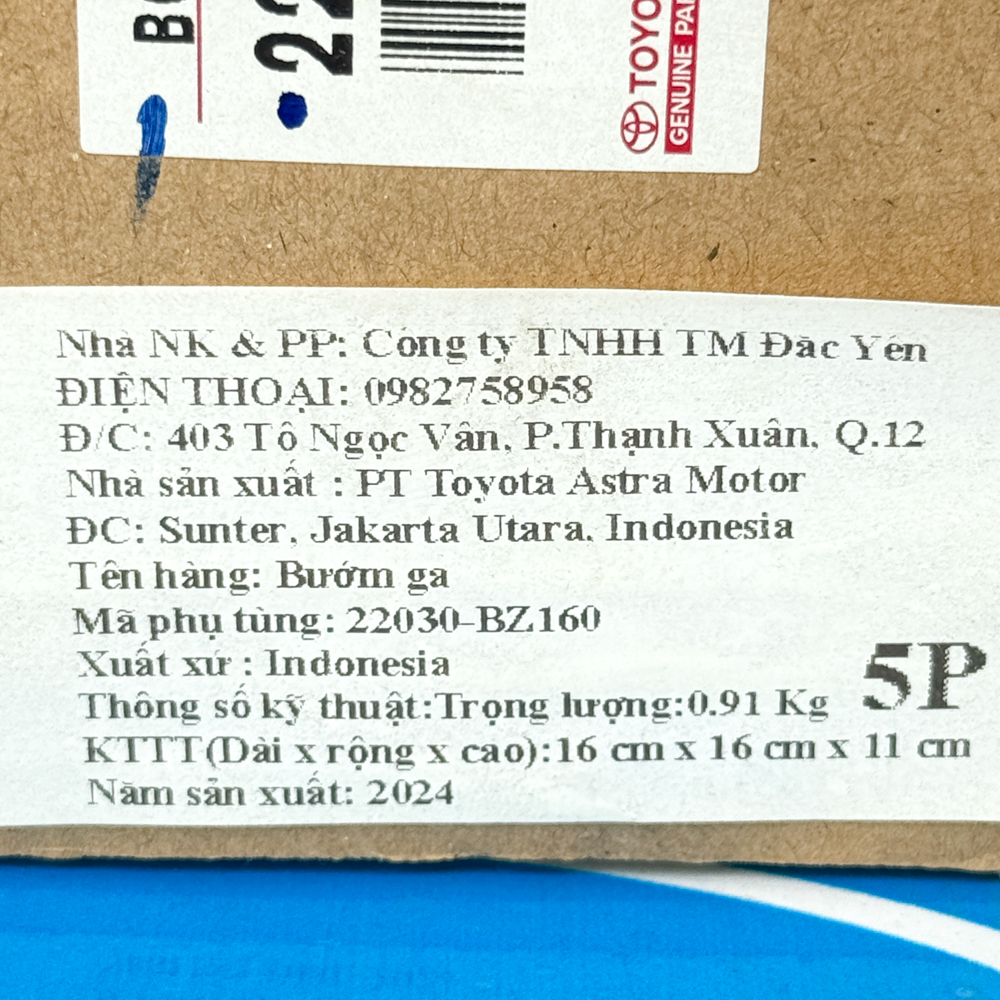 TOYO
GENUINE PA
Nhà NK & PP: Công ty TNHH TM Đăc Yên
ĐIỆN THOẠI: 0982758958
Đ/C: 403 Tô Ngọc Vân, P.Thạnh Xuân, Q.12
Nhà sản xuất : PT Toyota Astra Motor
ĐC: Sunter, Jakarta Utara, Indonesia
Tên hàng: Bướm ga
Mã phụ tùng: 22030-BZ160
Xuất xứ : Indonesia
Thông số kỹ thuật:Trọng lượng:0.91 Kg
5P
KTTT(Dài x rộng x cao):16 cm x 16 cm x 11 cm
Năm sản xuất: 2024